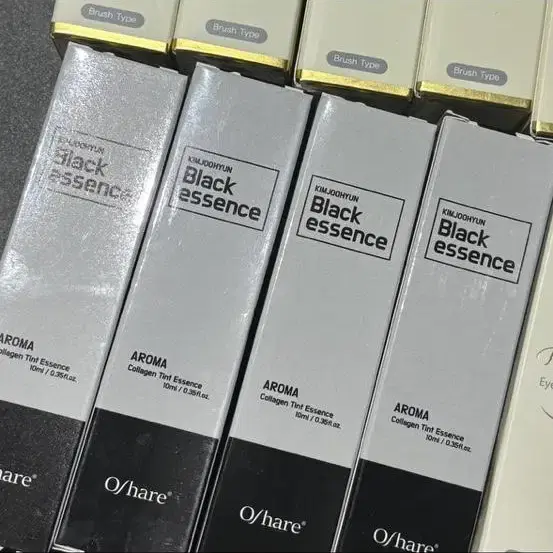 Brush Type
Brush Type
Brush Type
Brush Type
KIMJOOHYUN
Black
essence
AROMA
Collagen Tint Essence
10ml / 0.35fl.oz.
hare®
Black
essence
KIMJOOHYUN
AROMA
Collagen Tint Essence
10ml / 0.35fl.oz.
O/hare®
KIMJOOHYUN
Black
essence
AROMA
Collagen Tint Essence
10ml / 0.35fl.oz.
O/hare®
KIMJOOHYUN
Black
essence
AROMA
Collagen Tint Essence
10ml / 0.35fl.oz.
O/hare®
Eye